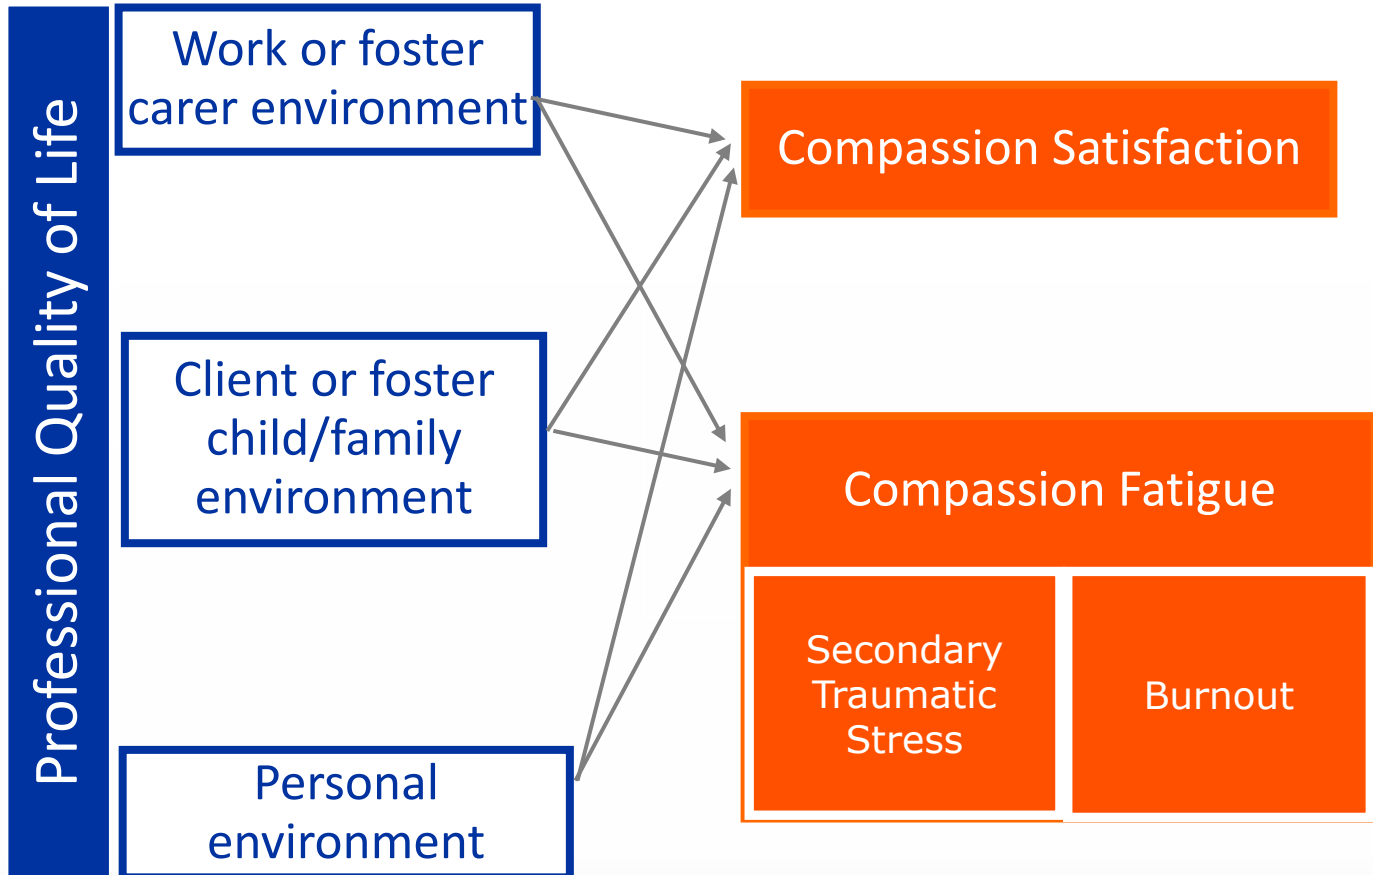 Professional Quality of Life
Work or foster
carer environment
Client or foster
child/family
environment
Personal
environment
Compassion Satisfaction
Compassion Fatigue
Secondary
Traumatic
Stress
Burnout